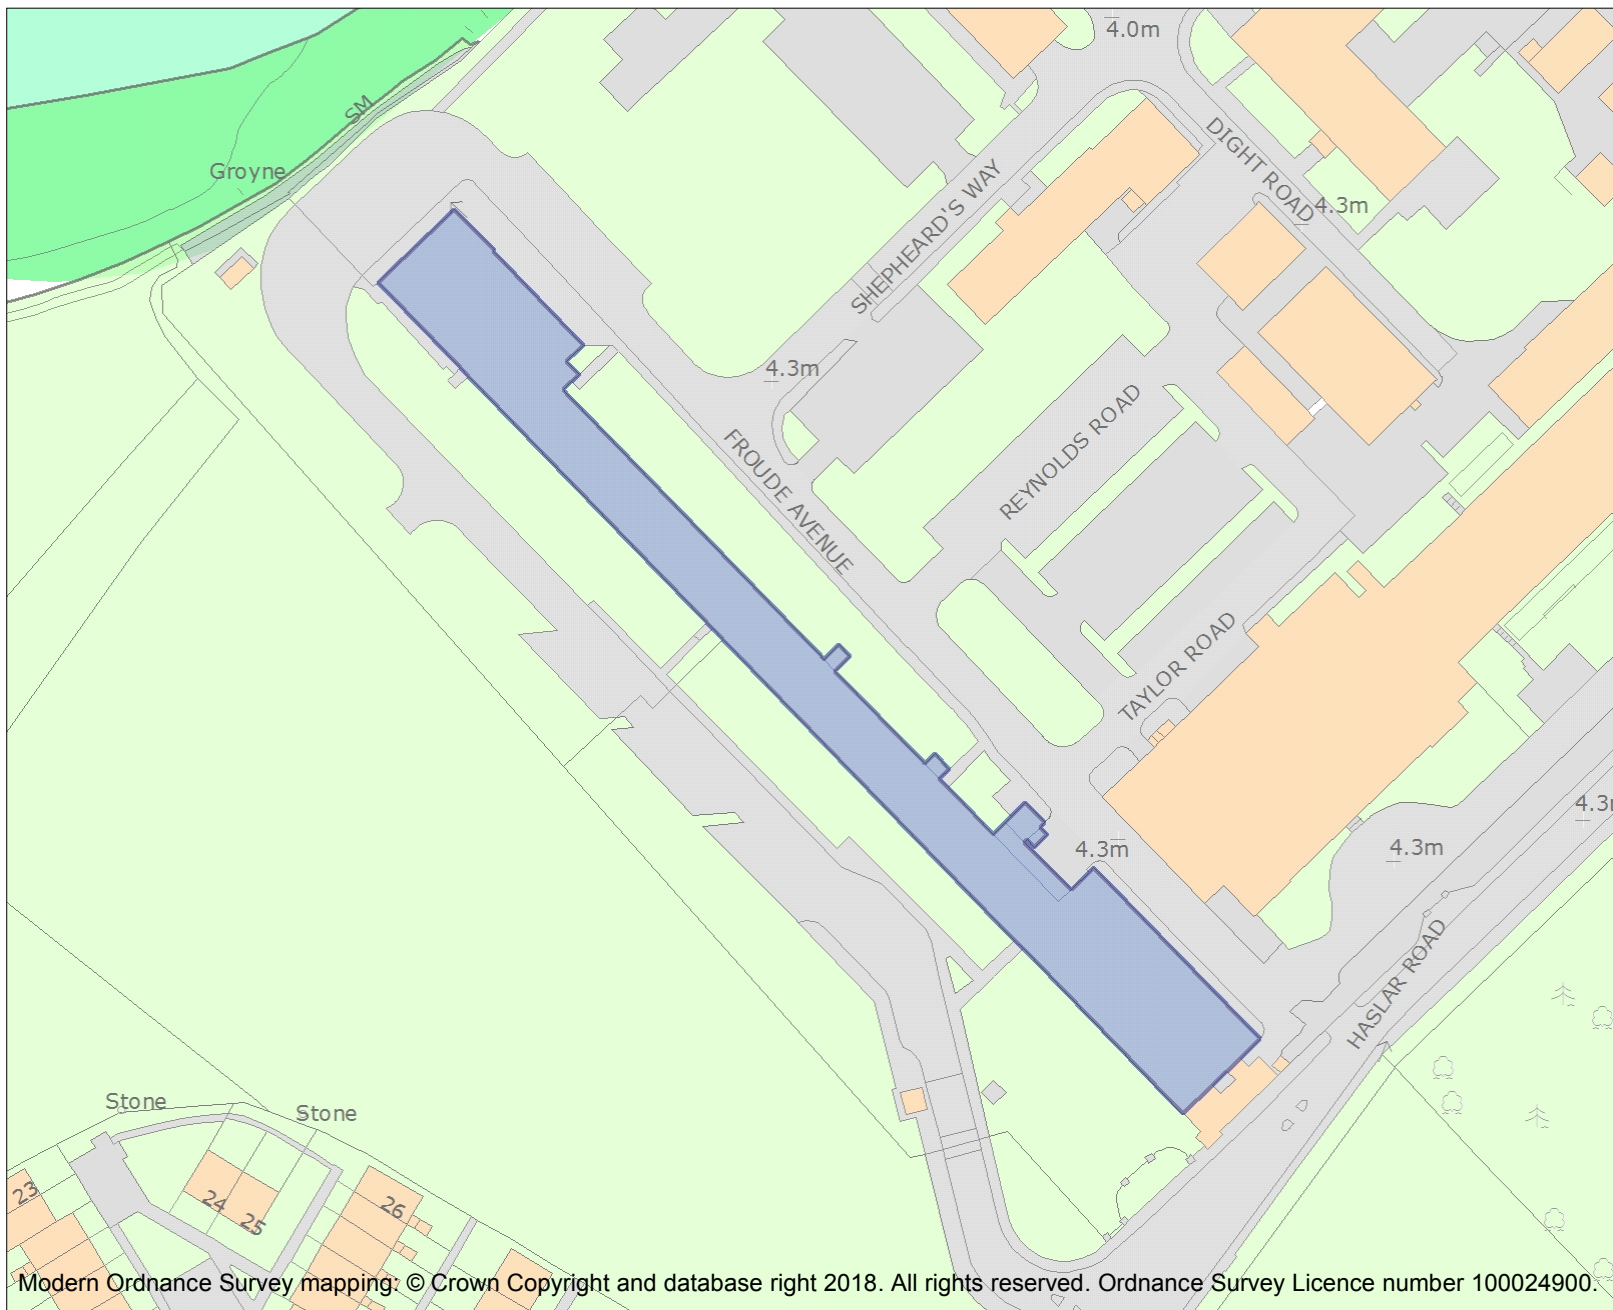 4.0m
SM
Groyne
DIGHT ROAD
4.3m
SHEPHEARD'S WAY
4.3m
REYNOLDS ROAD
FROUDE AVENUE
TAYLOR ROAD
4.3m
4.3m
4.3m
HASLAR ROAD
Stone
Stone
23
24
25
26
Modern Ordnance Survey mapping: © Crown Copyright and database right 2018. All rights reserved. Ordnance Survey Licence number 100024900.